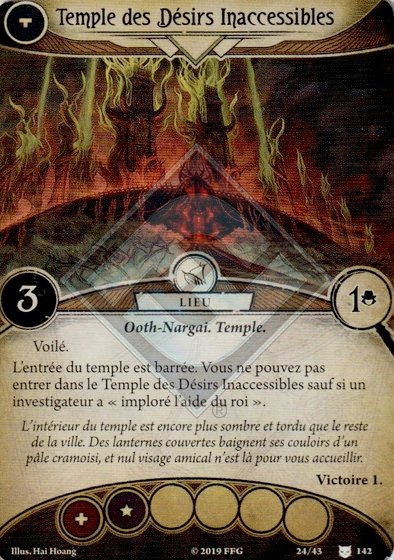 Temple des Désirs Inaccessibles
3
LIEU
1
Ooth-Nargai. Temple.
Voilé.
L'entrée du temple est barrée. Vous ne pouvez pas
entrer dans le Temple des Désirs Inaccessibles sauf si un
investigateur a « imploré l'aide du roi ».
L'intérieur du temple est encore plus sombre et tordu que le reste
de la ville. Des lanternes couvertes baignent ses couloirs d'un
pâle cramoisi, et nul visage amical n'est là pour vous accueillir.
Victoire 1.
Illus. Hai Hoang
© 2019 FFG
24/43
142
®